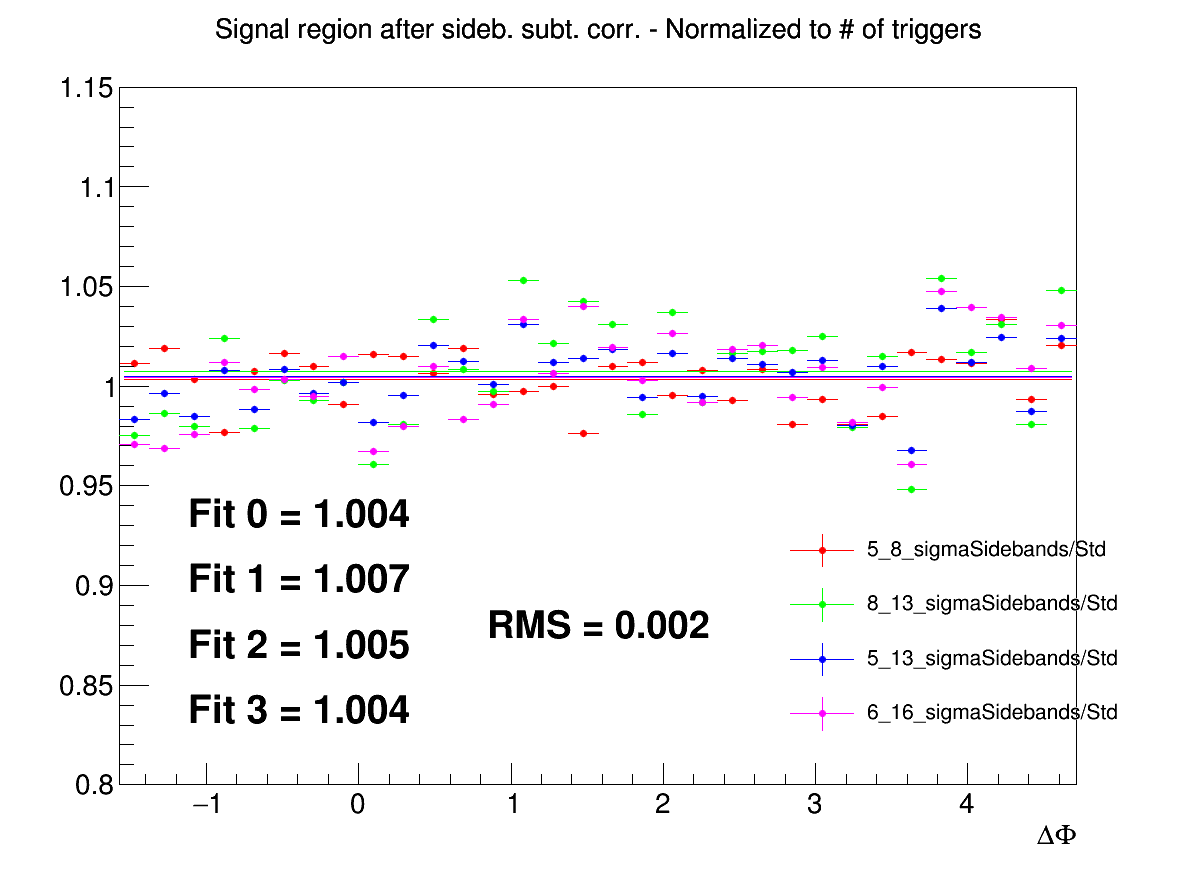 Signal region after sideb. subt. corr. - Normalized to # of triggers
1.15
1.1
1.05
1
0.95
0.9
0.85
0.8
Fit 0 = 1.004
Fit 1 = 1.007
Fit 2 = 1.005
Fit 3 = 1.004
RMS = 0.002
5_8_sigmaSidebands/Std
8_13_sigmaSidebands/Std
5_13_sigmaSidebands/Std
6_16_sigmaSidebands/Std
−1 0 1 2 3 4
ΔΦ